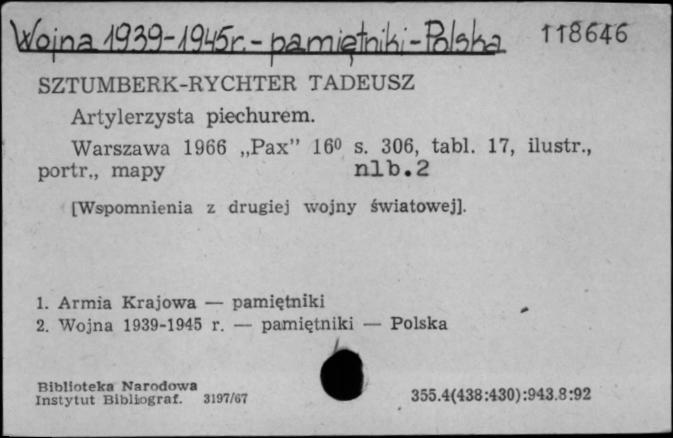 Wojna 1939-1945r. - pamiętniki - Polska 118646
SZTUMBERK-RYCHTER TADEUSZ
Artylerzysta piechurem.
Warszawa 1966 „Pax” 16⁰ s. 306, tabl. 17, ilustr.,
portr., mapy nlb.2
[Wspomnienia z drugiej wojny światowej].
1. Armia Krajowa — pamiętniki
2. Wojna 1939-1945 r. — pamiętniki — Polska
Biblioteka Narodowa
Instytut Bibliograf. 3197/67 355.4(438:430):943.8:92